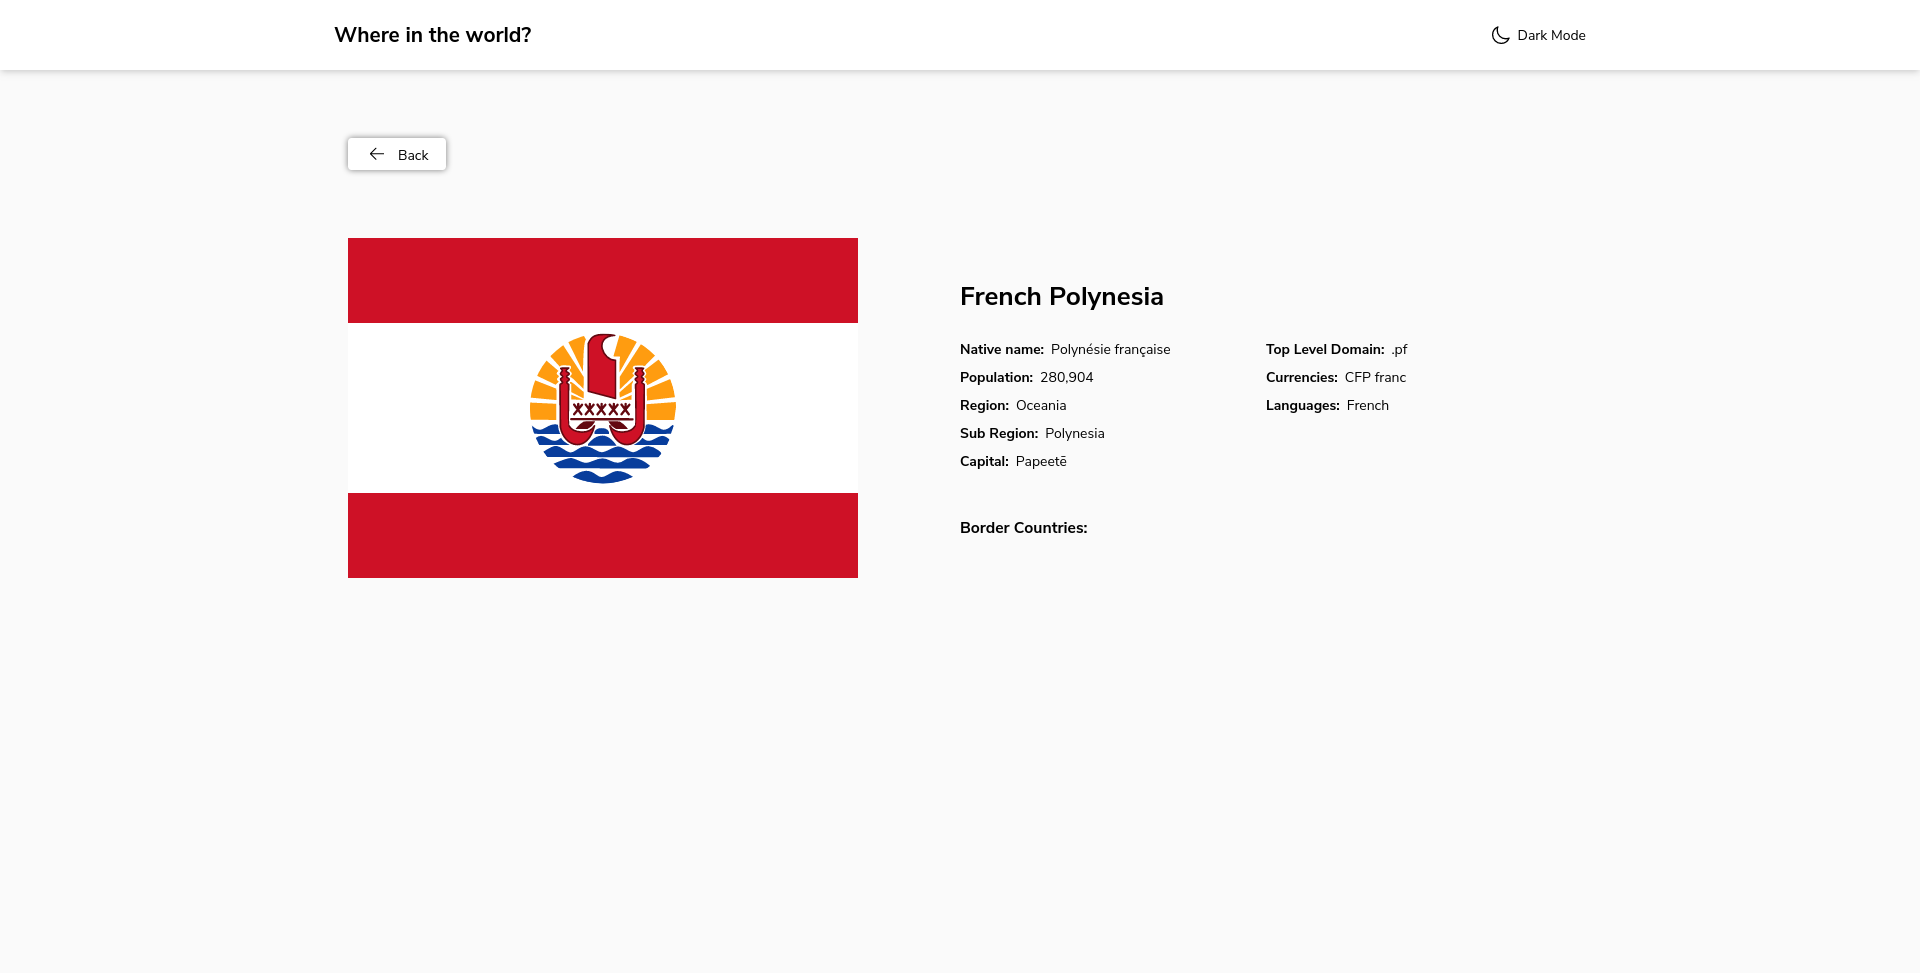 Where in the world?
Dark Mode
Back
French Polynesia
Native name: Polynésie française
Population: 280,904
Region: Oceania
Sub Region: Polynesia
Capital: Papeetē
Top Level Domain: .pf
Currencies: CFP franc
Languages: French
Border Countries: